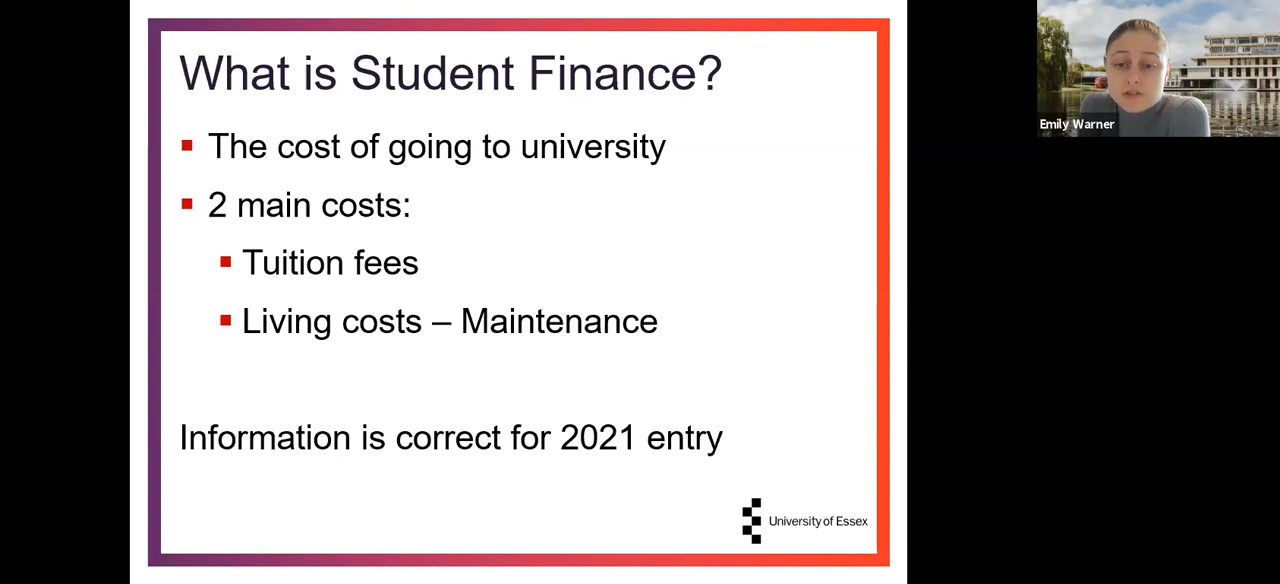 What is Student Finance?
The cost of going to university
2 main costs:
Tuition fees
Living costs – Maintenance
Information is correct for 2021 entry
University of Essex
Emily Warner